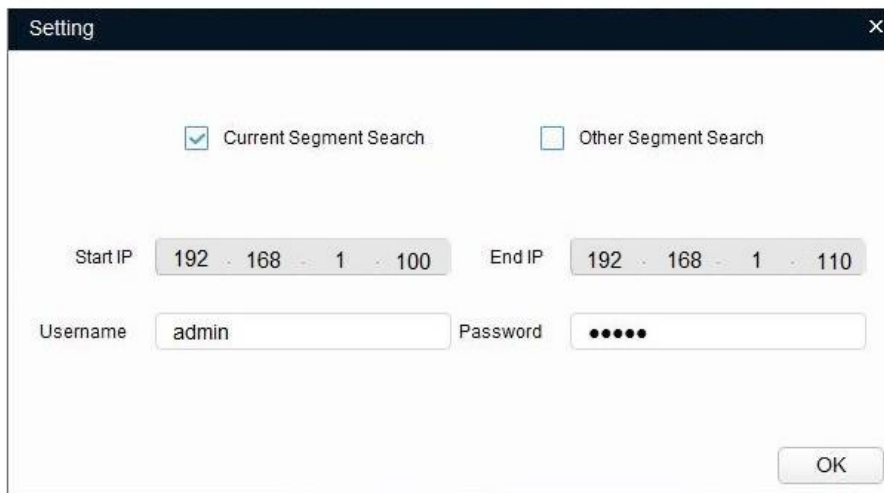 Setting
Current Segment Search Other Segment Search
Start IP 192 . 168 . 1 . 100 End IP 192 . 168 . 1 . 110
Username admin Password •••••
OK